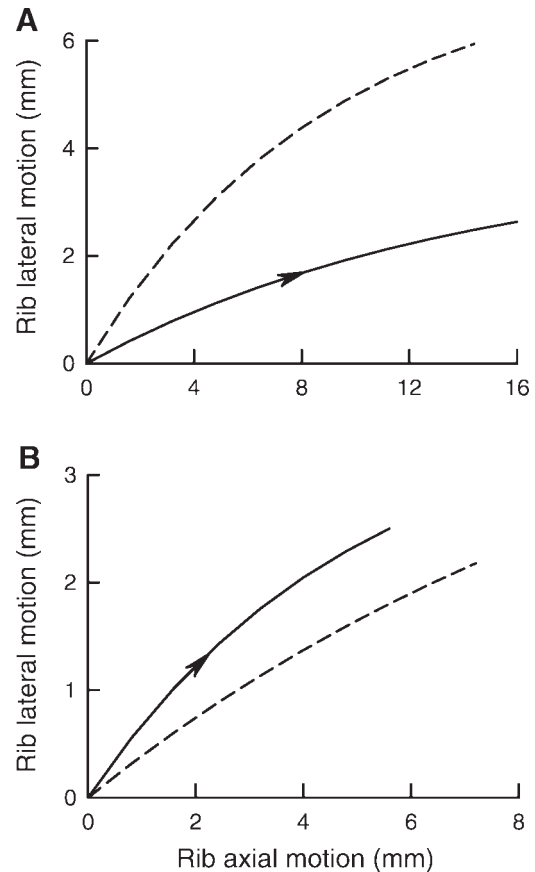 A
6
4
2
0
Rib lateral motion (mm)
0 4 8 12 16
B
3
2
1
0
Rib lateral motion (mm)
0 2 4 6 8
Rib axial motion (mm)